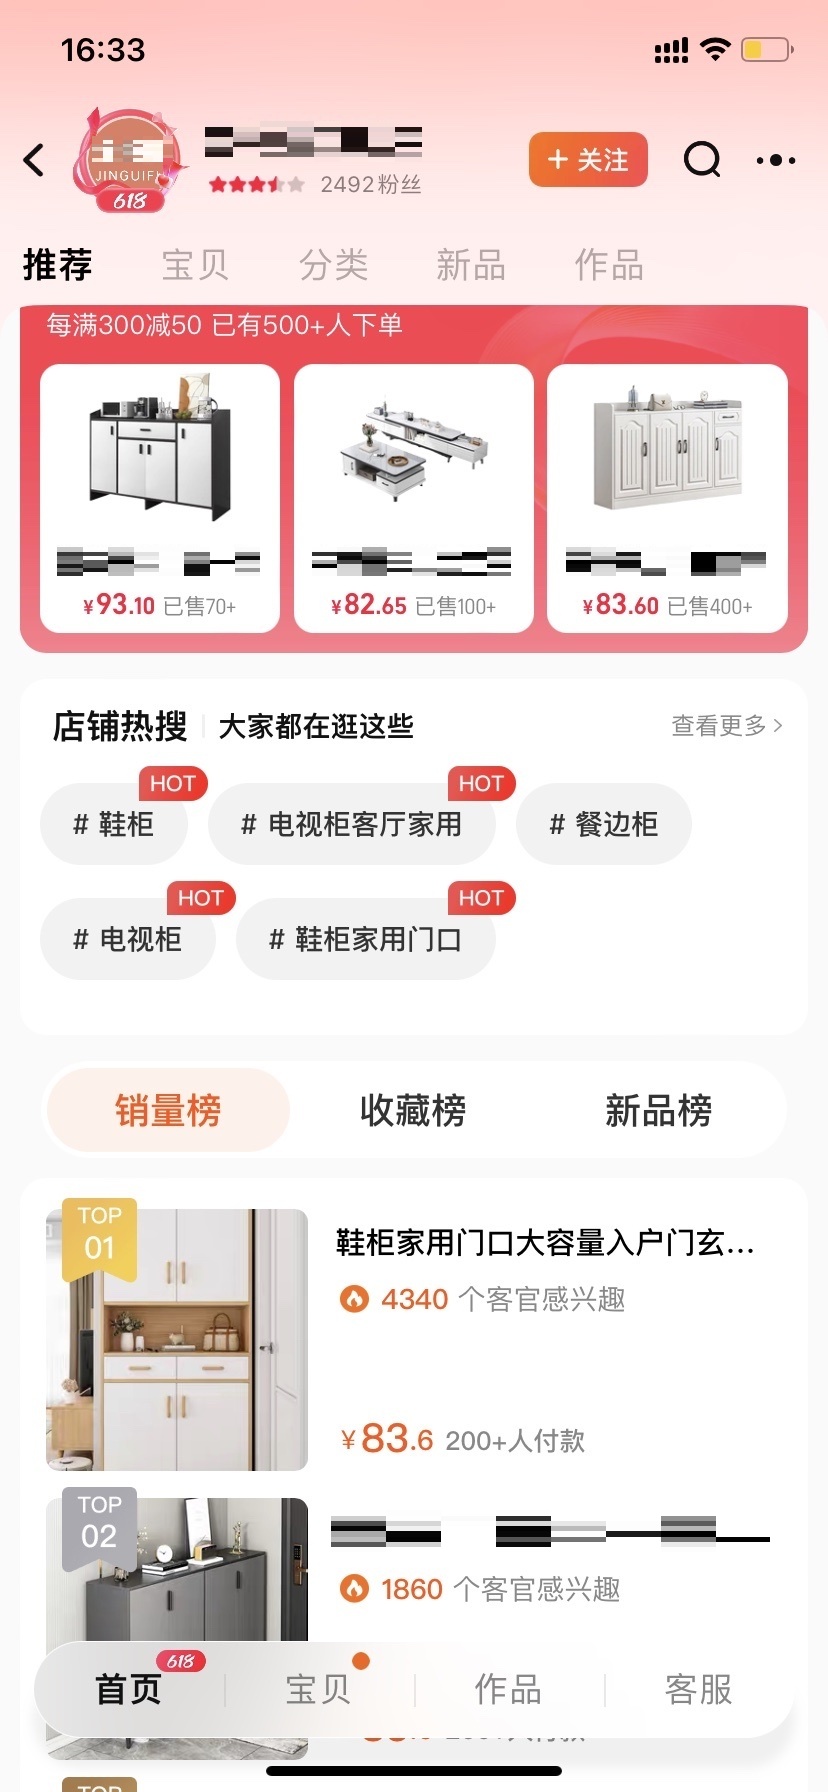 16:33
JINGUIFU
618
2492粉丝
+ 关注
推荐 宝贝 分类 新品 作品
每满300减50 已有500+人下单
¥93.10 已售70+
¥82.65 已售100+
¥83.60 已售400+
店铺热搜 大家都在逛这些 查看更多 >
HOT HOT
# 鞋柜 # 电视柜客厅家用 # 餐边柜
HOT HOT
# 电视柜 # 鞋柜家用门口
销量榜 收藏榜 新品榜
TOP
01
鞋柜家用门口大容量入户门玄...
4340 个客官感兴趣
¥83.6 200+人付款
TOP
02
1860 个客官感兴趣
618
首页 宝贝 作品 客服
TOP